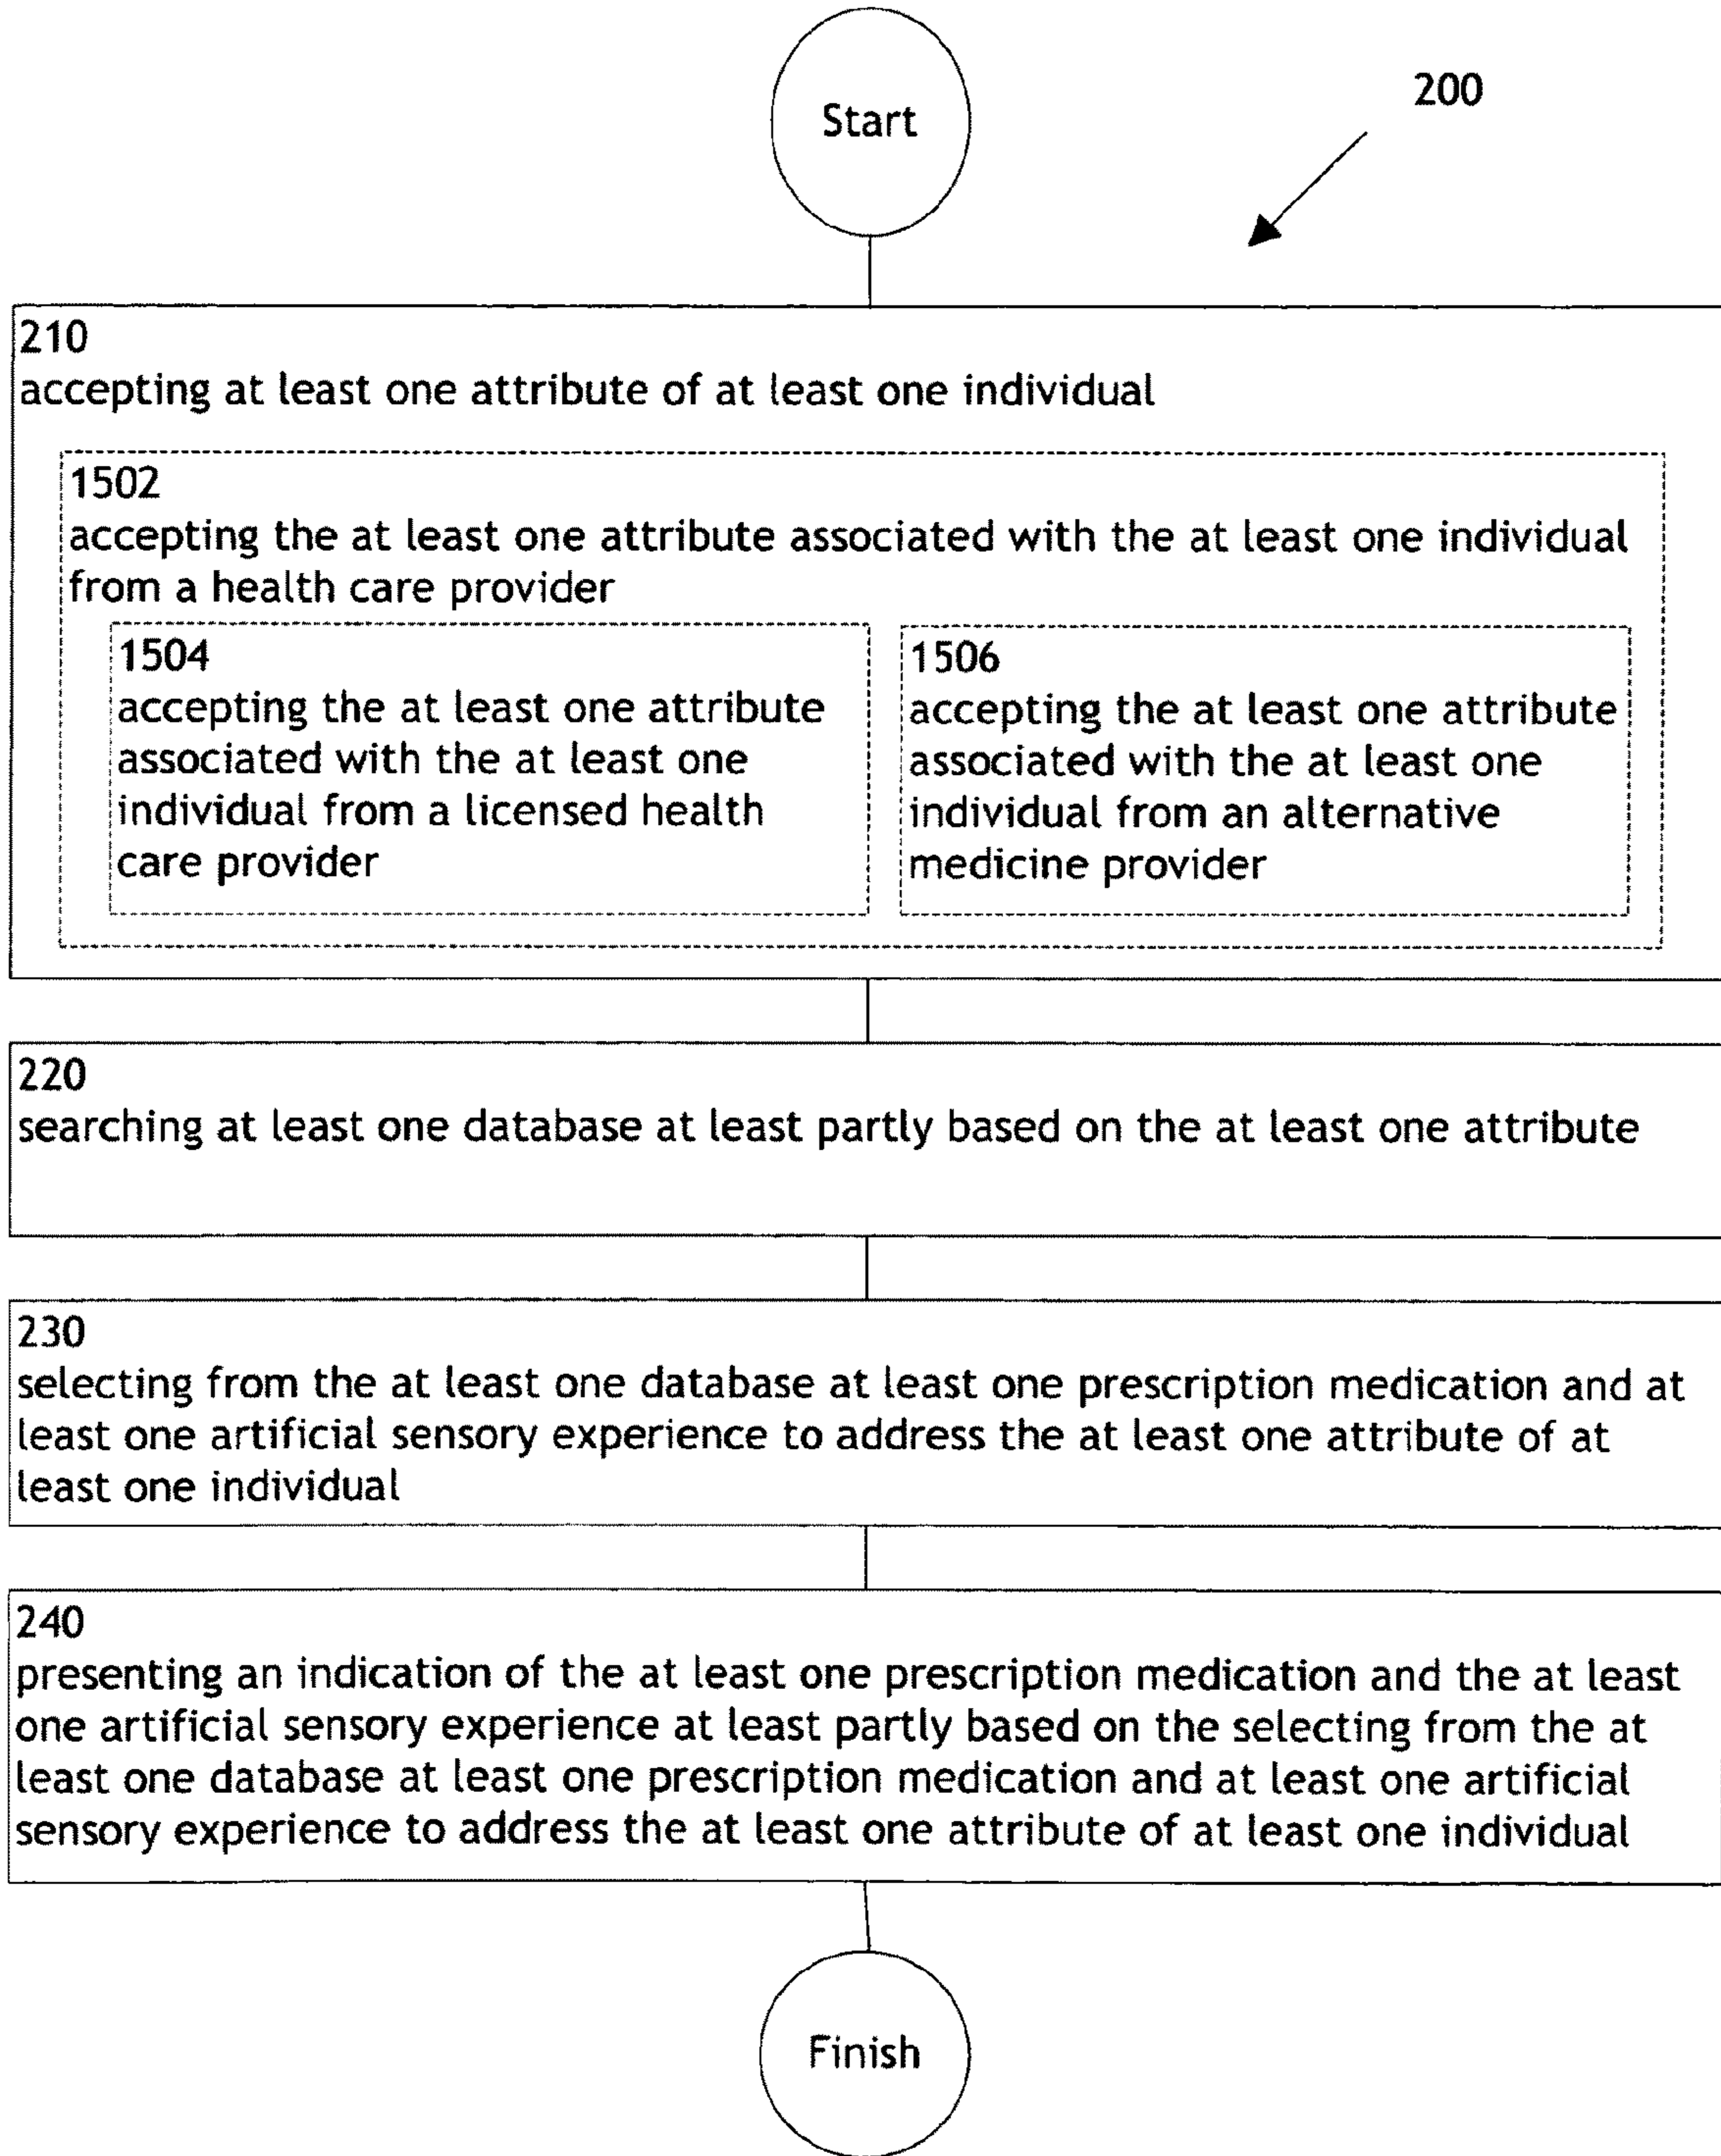 Start
200
210
accepting at least one attribute of at least one individual
1502
accepting the at least one attribute associated with the at least one individual
from a health care provider
1504
accepting the at least one attribute
associated with the at least one
individual from a licensed health
care provider
1506
accepting the at least one attribute
associated with the at least one
individual from an alternative
medicine provider
220
searching at least one database at least partly based on the at least one attribute
230
selecting from the at least one database at least one prescription medication and at
least one artificial sensory experience to address the at least one attribute of at
least one individual
240
presenting an indication of the at least one prescription medication and the at least
one artificial sensory experience at least partly based on the selecting from the at
least one database at least one prescription medication and at least one artificial
sensory experience to address the at least one attribute of at least one individual
Finish